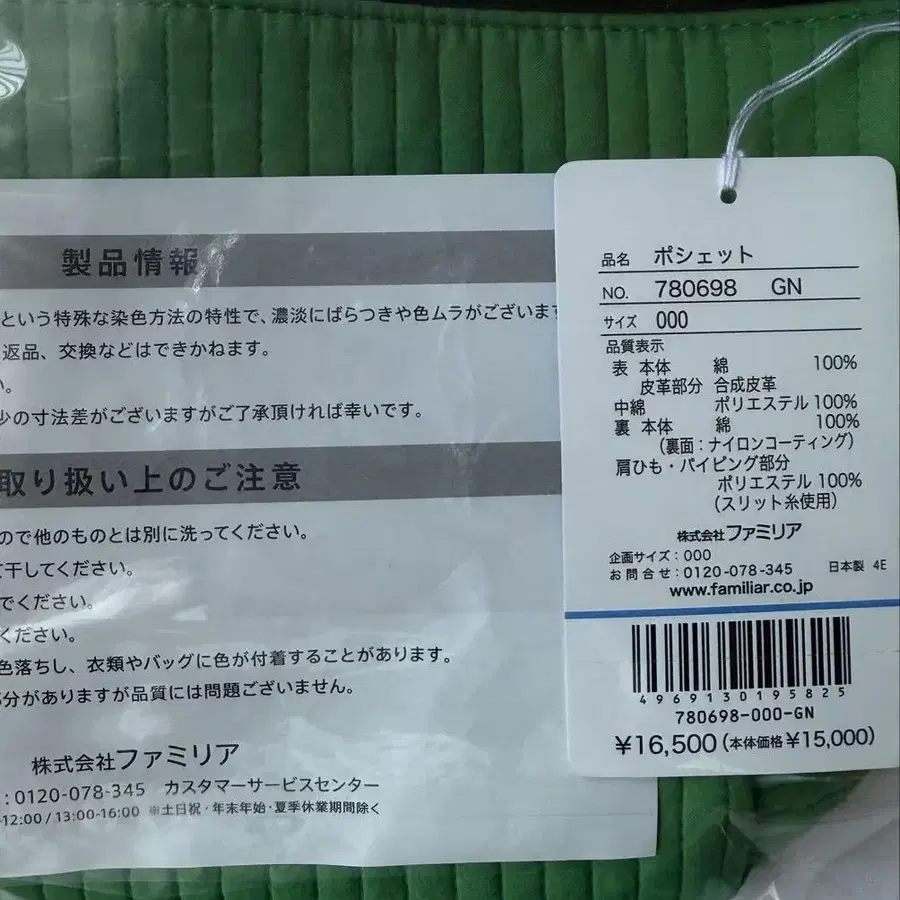 製品情報
という特殊な染色方法の特性で、濃淡にばらつきや色ムラがございます
返品、交換などはできかねます。
い。
少の寸法差がございますがご了承頂ければ幸いです。
取り扱い上のご注意
ので他のものとは別に洗ってください。
て干してください。
でください。
ください。
色落ちし、衣類やバッグに色が付着することがあります。
部分がありますが品質には問題ございません。
株式会社ファミリア
:0120-078-345 カスタマーサービスセンター
-12:00 / 13:00-16:00 ※土日祝・年末年始・夏季休業期間除く
品名 ポシェット
NO. 780698 GN
サイズ 000
品質表示
表 本体 綿 100%
皮革部分 合成皮革
中綿 ポリエステル 100%
裏 本体 綿 100%
(裏面:ナイロンコーティング)
肩ひも・パイピング部分
ポリエステル 100%
(スリット糸使用)
株式会社ファミリア
企画サイズ:000
お問合せ:0120-078-345 日本製 4E
www.familiar.co.jp
4969130195825
780698-000-GN
¥16,500(本体価格¥15,000)